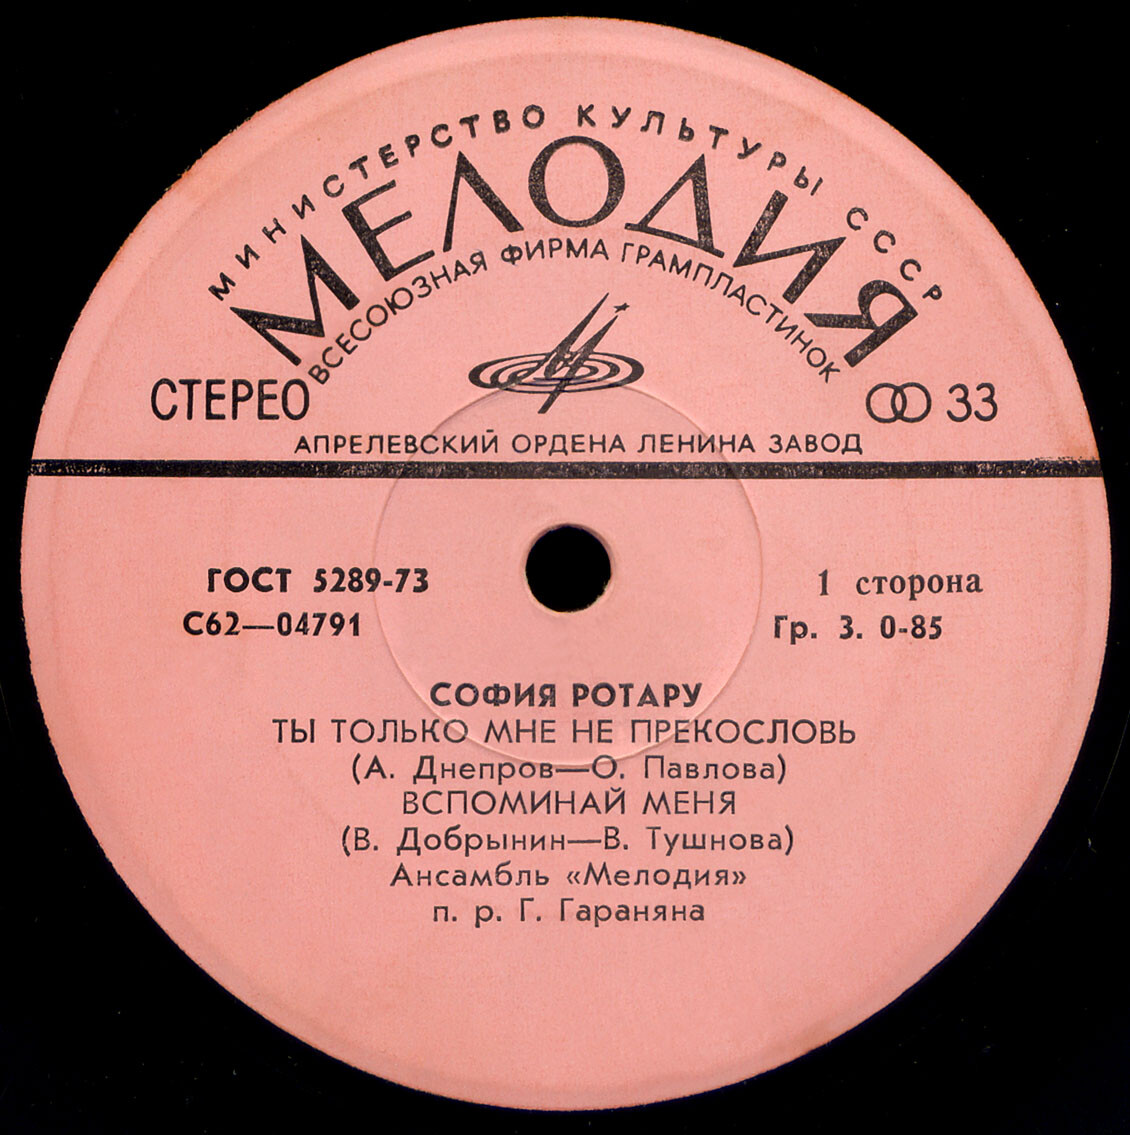 МИНИСТЕРСТВО КУЛЬТУРЫ СССР
МЕЛОДИЯ
ВСЕСОЮЗНАЯ ФИРМА ГРАМПЛАСТИНОК
СТЕРЕО
33
АПРЕЛЕВСКИЙ ОРДЕНА ЛЕНИНА ЗАВОД
ГОСТ 5289-73
1 сторона
С62—04791
Гр. 3. 0-85
СОФИЯ РОТАРУ
ТЫ ТОЛЬКО МНЕ НЕ ПРЕКОСЛОВЬ
(А. Днепров—О. Павлова)
ВСПОМИНАЙ МЕНЯ
(В. Добрынин—В. Тушнова)
Ансамбль «Мелодия»
п. р. Г. Гараняна